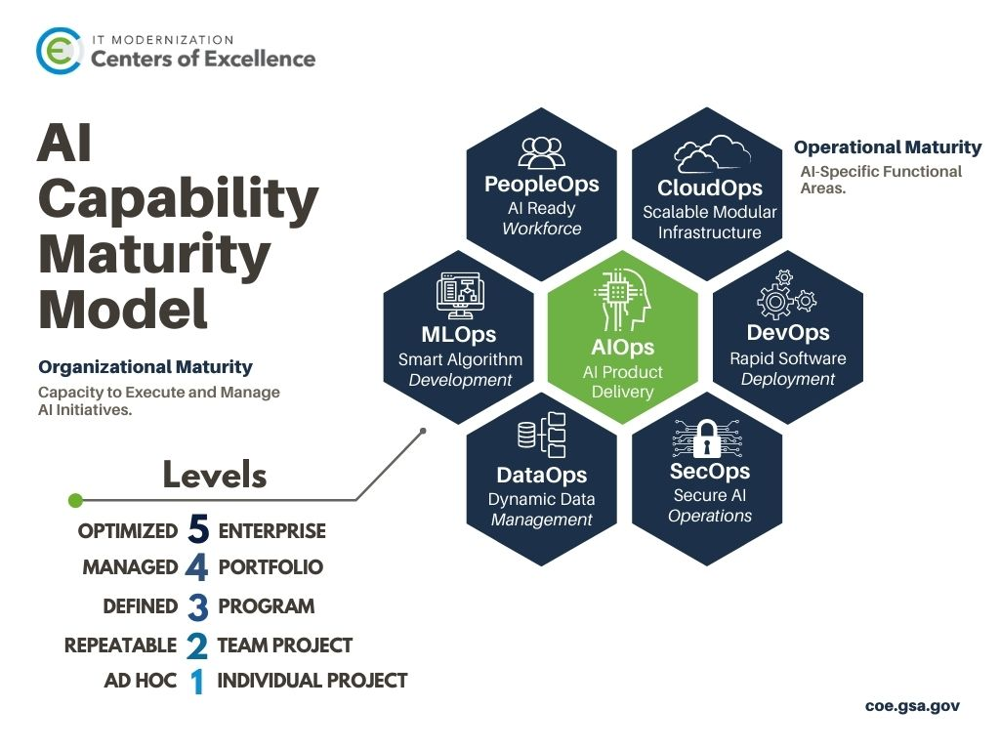 IT MODERNIZATION
Centers of Excellence
AI
Capability
Maturity
Model
Organizational Maturity
Capacity to Execute and Manage
AI Initiatives.
Levels
OPTIMIZED 5 ENTERPRISE
MANAGED 4 PORTFOLIO
DEFINED 3 PROGRAM
REPEATABLE 2 TEAM PROJECT
AD HOC 1 INDIVIDUAL PROJECT
PeopleOps
AI Ready
Workforce
CloudOps
Scalable Modular
Infrastructure
Operational Maturity
AI-Specific Functional
Areas.
MLOps
Smart Algorithm
Development
AIOps
AI Product
Delivery
DevOps
Rapid Software
Deployment
DataOps
Dynamic Data
Management
SecOps
Secure AI
Operations
coe.gsa.gov